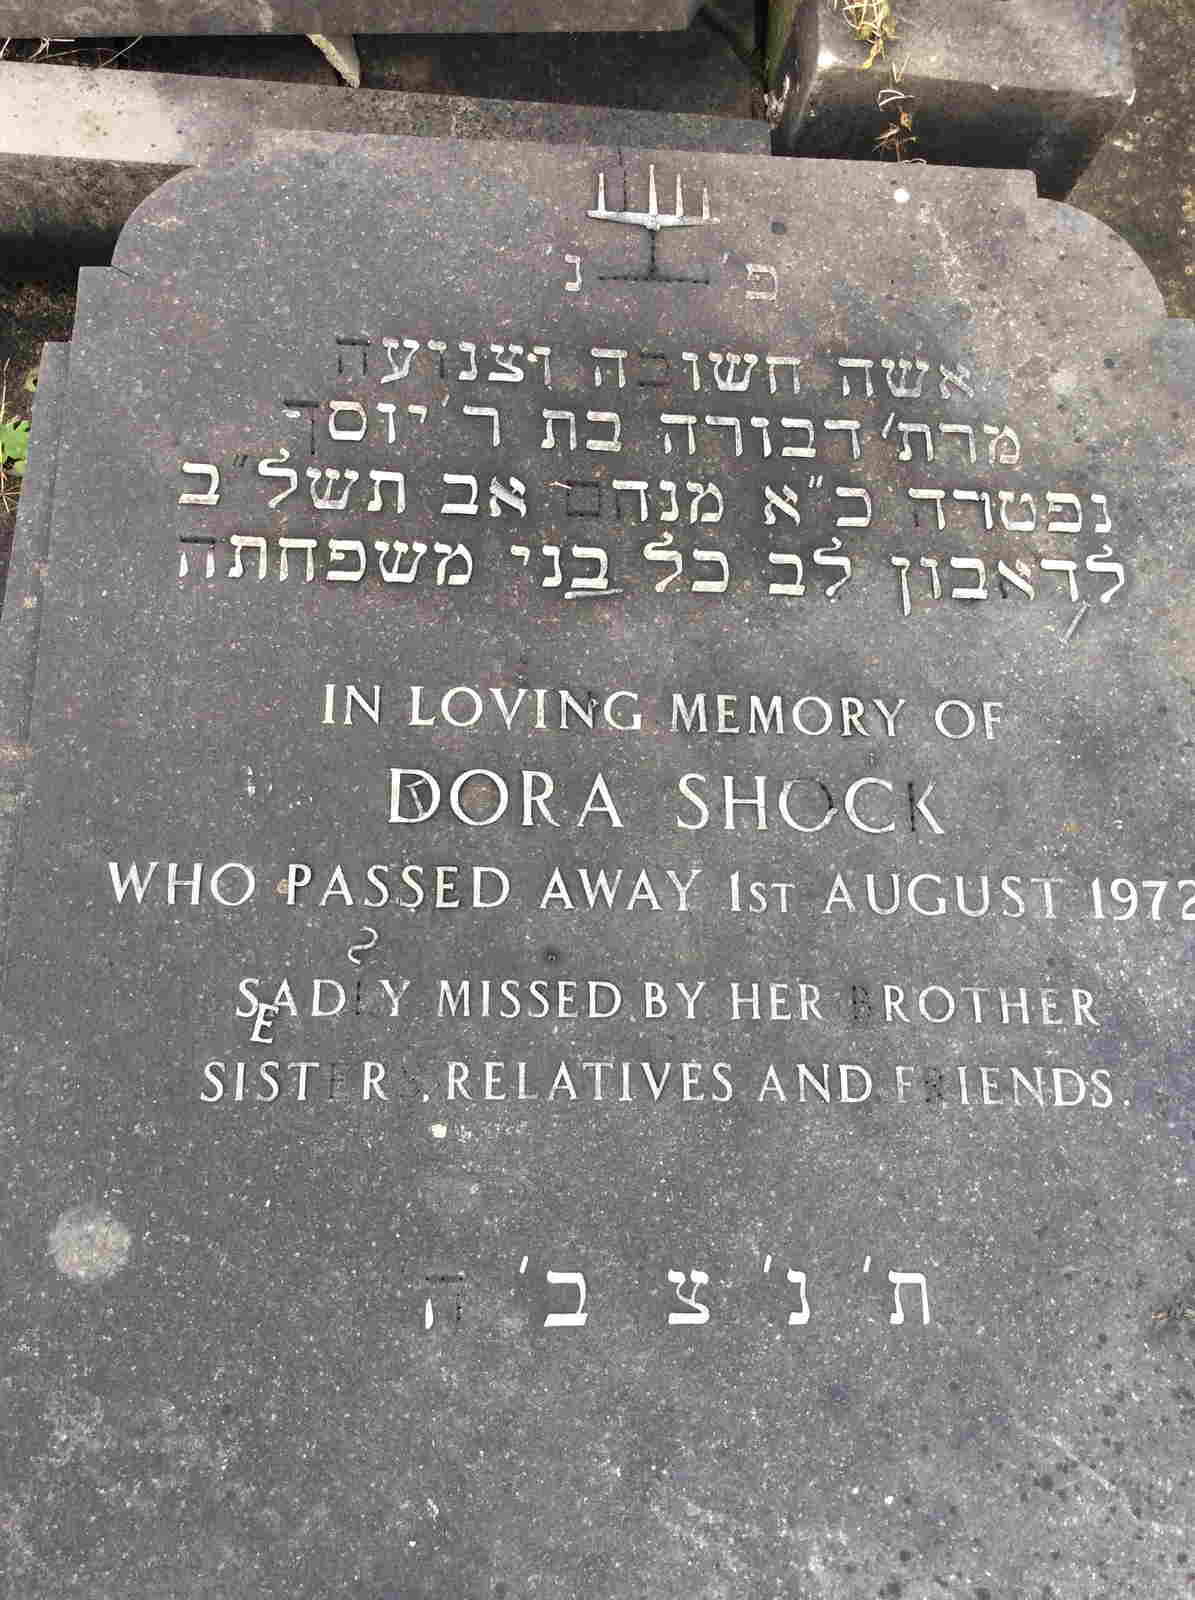 פ' נ'
אשה חשובה וצנועה
מרת' דבורה בת ר' יוסף
נפטרה כ"א מנחם אב תשל"ב
לדאבון לב כל בני משפחתה
IN LOVING MEMORY OF
DORA SHOCK
WHO PASSED AWAY 1ST AUGUST 1972
SADLY MISSED BY HER BROTHER
SISTERS, RELATIVES AND FRIENDS.
ת' נ' צ ב' ה